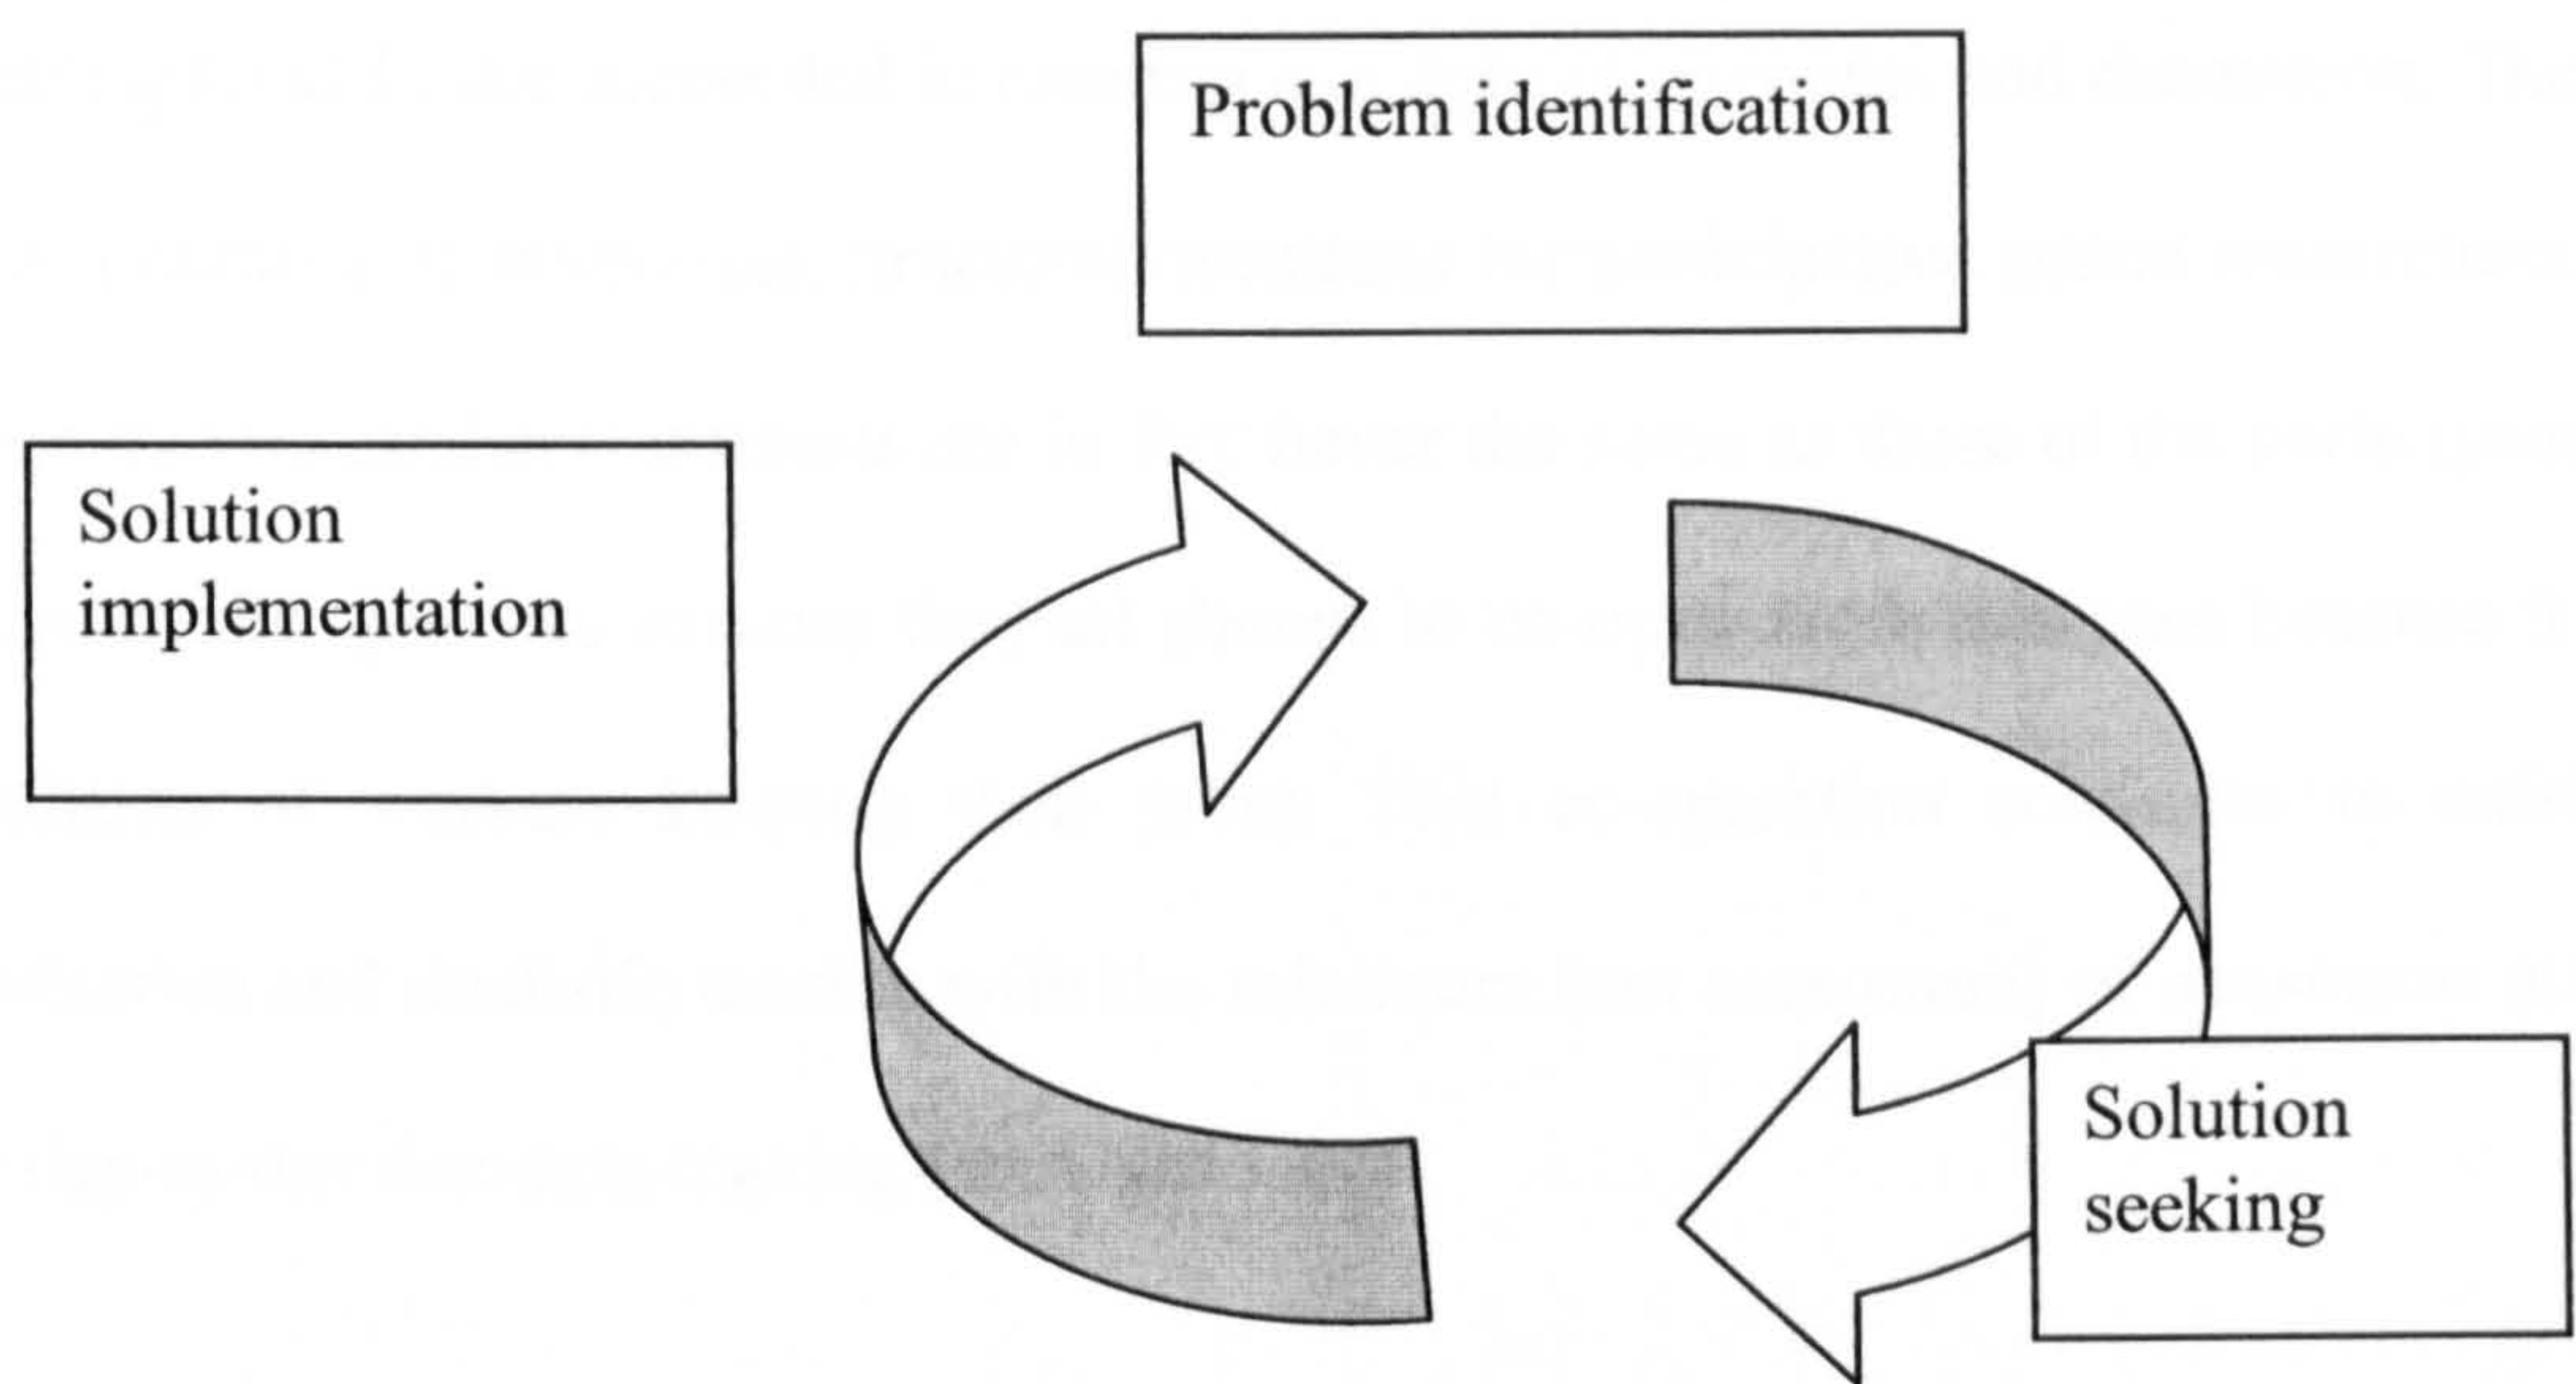 Problem identification
Solution
implementation
Solution
seeking